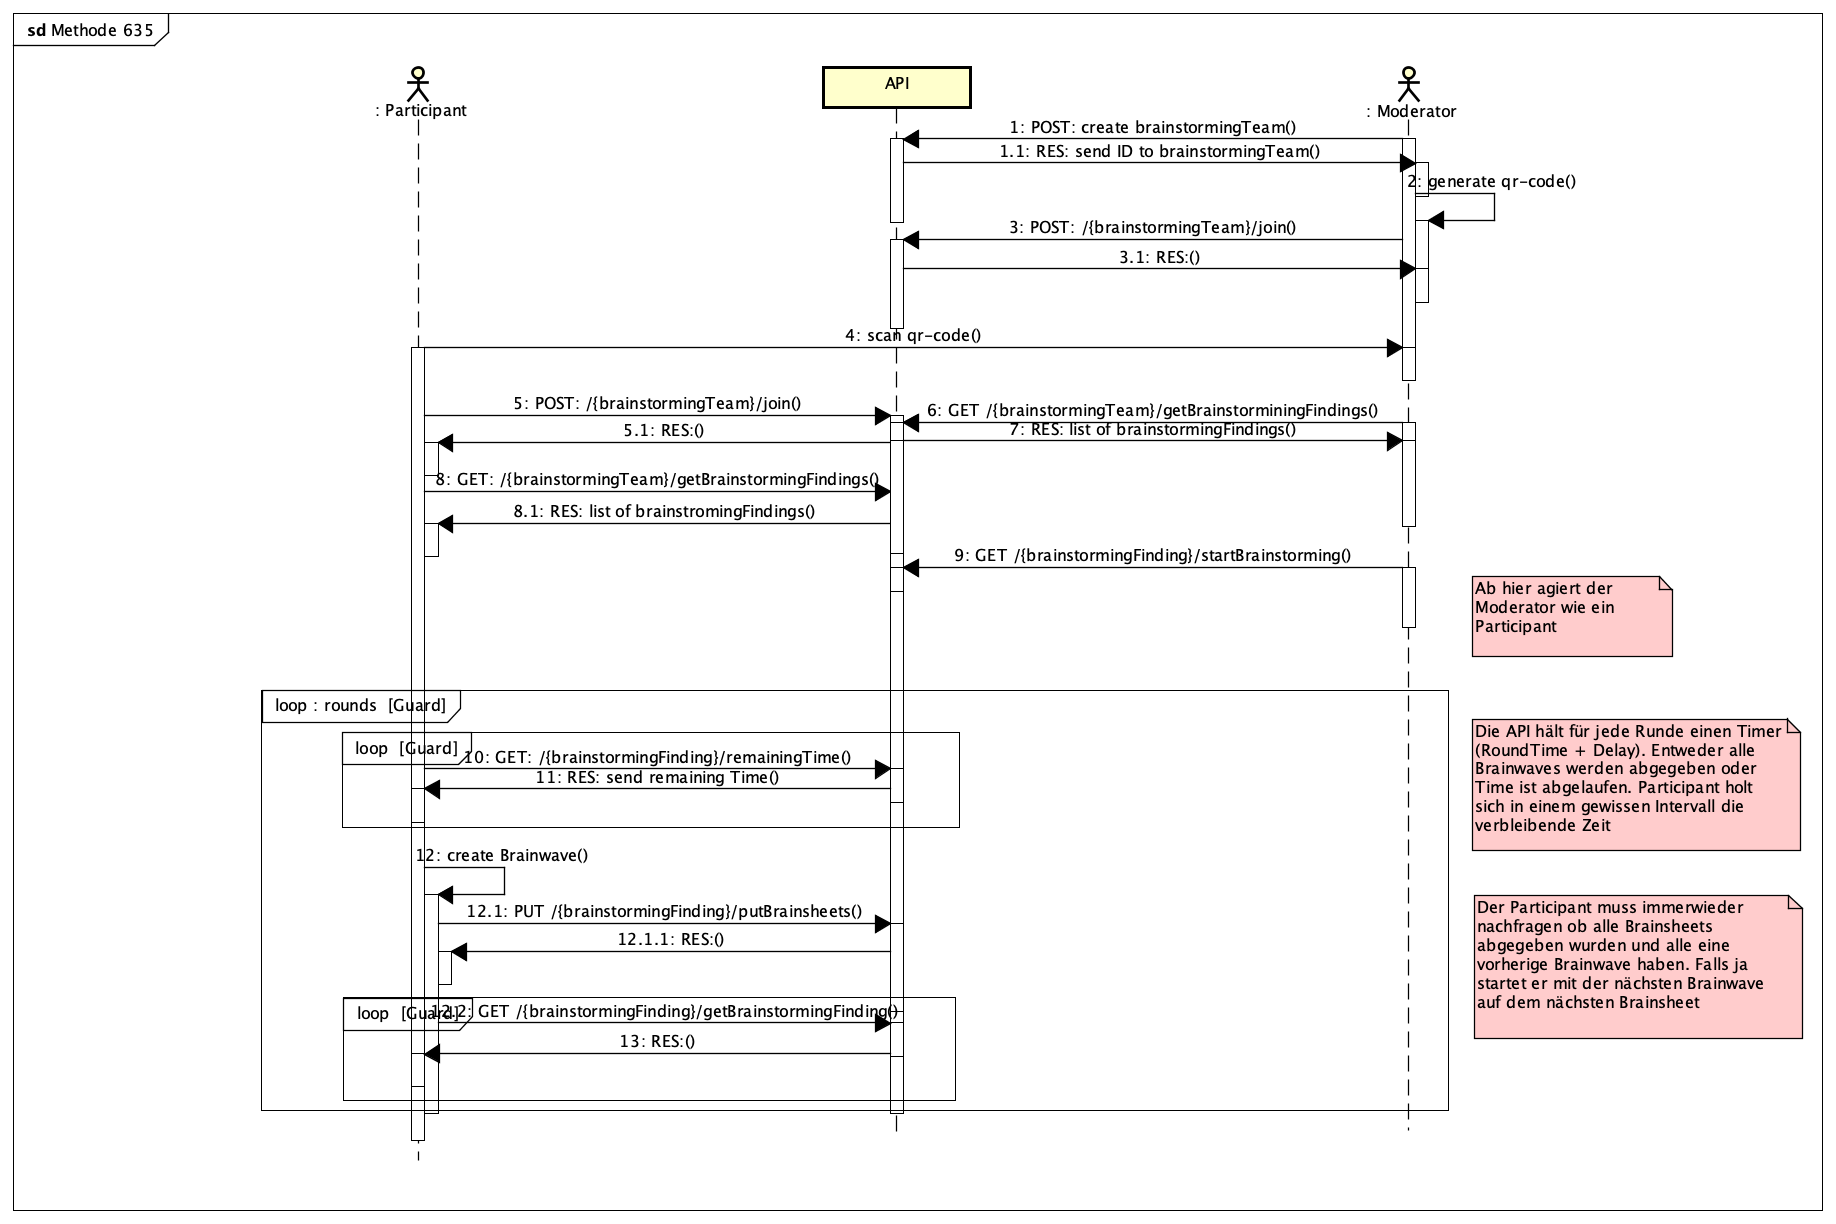 sd Methode 635
: Participant
API
: Moderator
1: POST: create brainstormingTeam()
1.1: RES: send ID to brainstormingTeam()
2: generate qr-code()
3: POST: /{brainstormingTeam}/join()
3.1: RES:()
4: scan qr-code()
5: POST: /{brainstormingTeam}/join()
6: GET /{brainstormingTeam}/getBrainstorminingFindings()
5.1: RES:()
7: RES: list of brainstormingFindings()
8: GET: /{brainstormingTeam}/getBrainstormingFindings()
8.1: RES: list of brainstromingFindings()
9: GET /{brainstormingFinding}/startBrainstorming()
Ab hier agiert der
Moderator wie ein
Participant
loop : rounds [Guard]
loop [Guard]
10: GET: /{brainstormingFinding}/remainingTime()
11: RES: send remaining Time()
Die API hält für jede Runde einen Timer
(RoundTime + Delay). Entweder alle
Brainwaves werden abgegeben oder
Time ist abgelaufen. Participant holt
sich in einem gewissen Intervall die
verbleibende Zeit
12: create Brainwave()
12.1: PUT /{brainstormingFinding}/putBrainsheets()
12.1.1: RES:()
Der Participant muss immerwieder
nachfragen ob alle Brainsheets
abgegeben wurden und alle eine
vorherige Brainwave haben. Falls ja
startet er mit der nächsten Brainwave
auf dem nächsten Brainsheet
loop [Guard]
12.2: GET /{brainstormingFinding}/getBrainstormingFinding()
13: RES:()